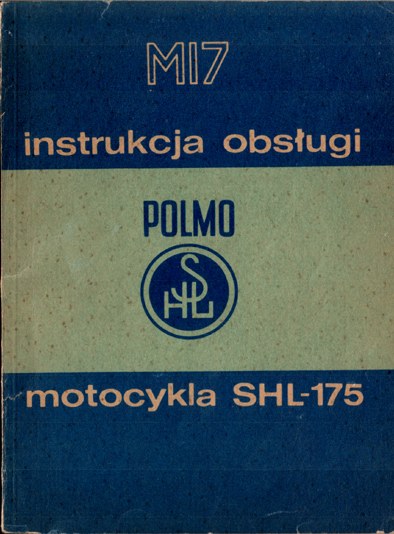 M17
instrukcja obsługi
POLMO
SHL
motocykla SHL-175